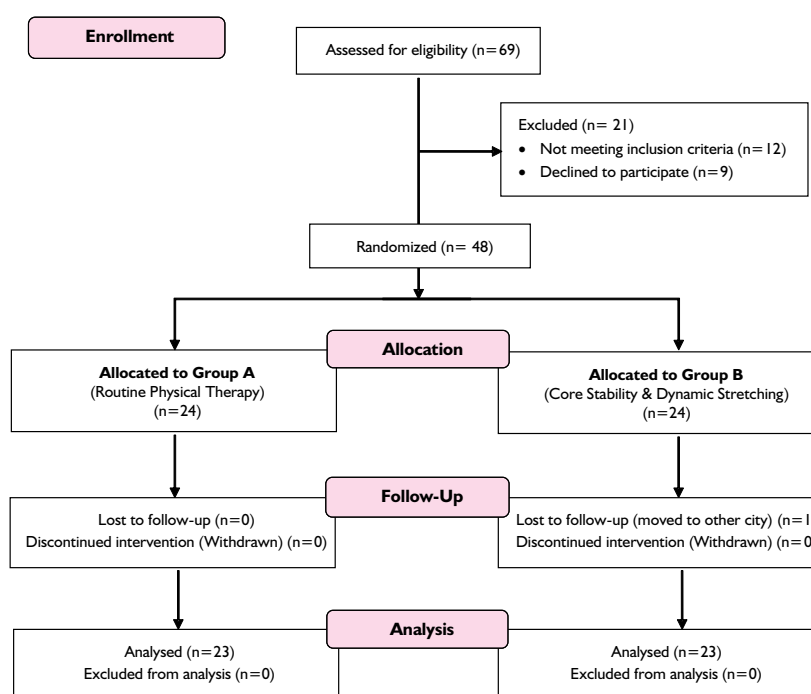 Enrollment
Assessed for eligibility (n=69)
Excluded (n= 21)
• Not meeting inclusion criteria (n=12)
• Declined to participate (n=9)
Randomized (n= 48)
Allocation
Allocated to Group A
(Routine Physical Therapy)
(n=24)
Allocated to Group B
(Core Stability & Dynamic Stretching)
(n=24)
Follow-Up
Lost to follow-up (n=0)
Discontinued intervention (Withdrawn) (n=0)
Lost to follow-up (moved to other city) (n=1
Discontinued intervention (Withdrawn) (n=0
Analysis
Analysed (n=23)
Excluded from analysis (n=0)
Analysed (n=23)
Excluded from analysis (n=0)